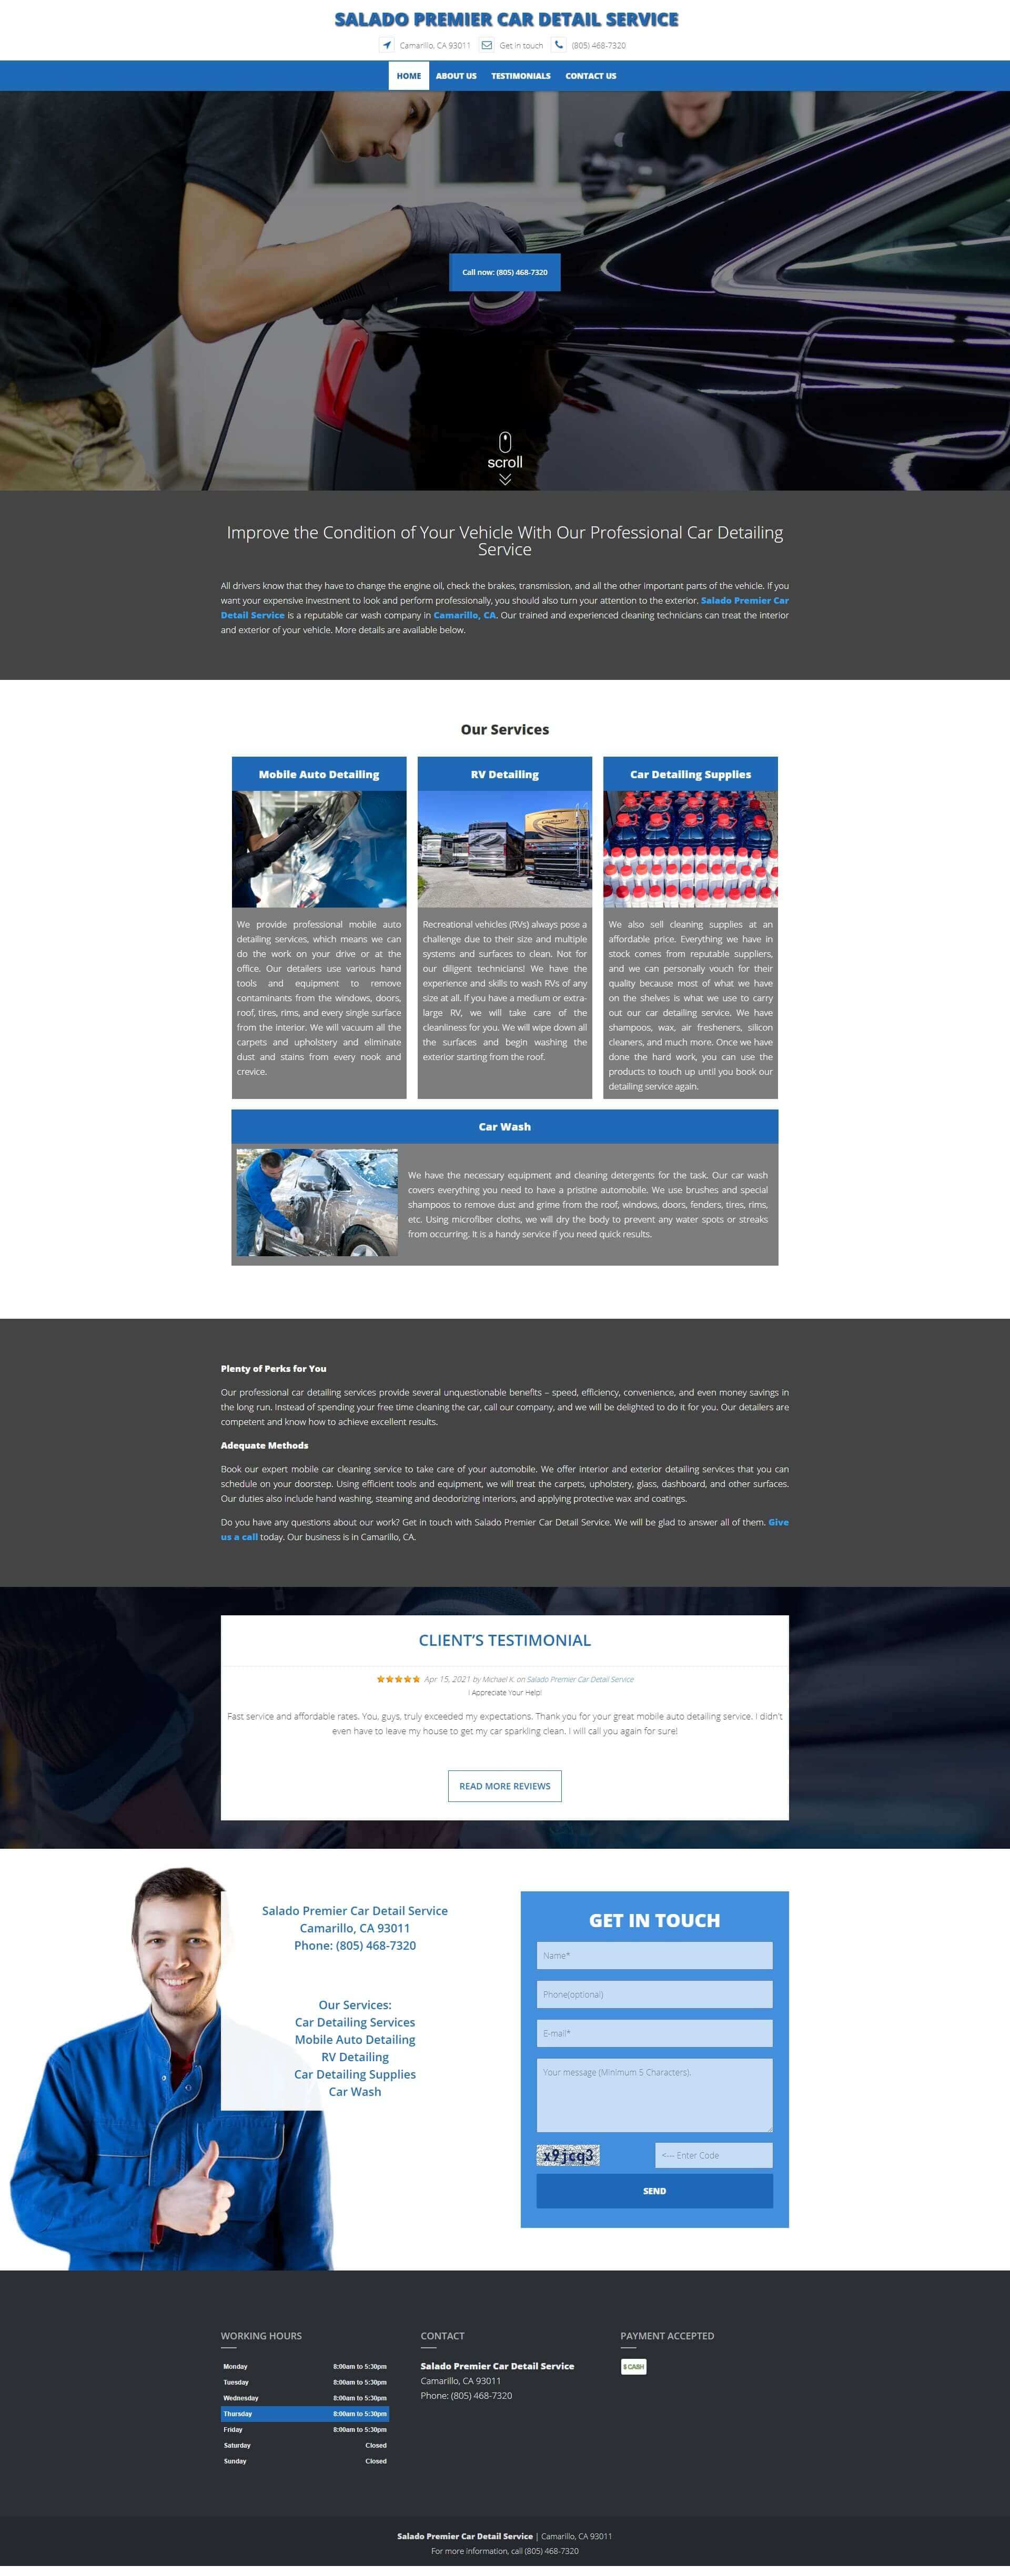 SALADO PREMIER CAR DETAIL SERVICE
Camarillo, CA 93011 Get in touch (805) 468-7320
HOME ABOUT US TESTIMONIALS CONTACT US
Call now: (805) 468-7320
scroll
Improve the Condition of Your Vehicle With Our Professional Car Detailing
Service
All drivers know that they have to change the engine oil, check the brakes, transmission, and all the other important parts of the vehicle. If you
want your expensive investment to look and perform professionally, you should also turn your attention to the exterior. Salado Premier Car
Detail Service is a reputable car wash company in Camarillo, CA. Our trained and experienced cleaning technicians can treat the interior
and exterior of your vehicle. More details are available below.
Our Services
Mobile Auto Detailing
We provide professional mobile auto
detailing services, which means we can
do the work on your drive or at the
office. Our detailers use various hand
tools and equipment to remove
contaminants from the windows, doors,
roof, tires, rims, and every single surface
from the interior. We will vacuum all the
carpets and upholstery and eliminate
dust and stains from every nook and
crevice.
RV Detailing
Recreational vehicles (RVs) always pose a
challenge due to their size and multiple
systems and surfaces to clean. Not for
our diligent technicians! We have the
experience and skills to wash RVs of any
size at all. If you have a medium or extra-
large RV, we will take care of the
cleanliness for you. We will wipe down all
the surfaces and begin washing the
exterior starting from the roof.
Car Detailing Supplies
We also sell cleaning supplies at an
affordable price. Everything we have in
stock comes from reputable suppliers,
and we can personally vouch for their
quality because most of what we have
on the shelves is what we use to carry
out our car detailing service. We have
shampoos, wax, air fresheners, silicon
cleaners, and much more. Once we have
done the hard work, you can use the
products to touch up until you book our
detailing service again.
Car Wash
We have the necessary equipment and cleaning detergents for the task. Our car wash
covers everything you need to have a pristine automobile. We use brushes and special
shampoos to remove dust and grime from the roof, windows, doors, fenders, tires, rims,
etc. Using microfiber cloths, we will dry the body to prevent any water spots or streaks
from occurring. It is a handy service if you need quick results.
Plenty of Perks for You
Our professional car detailing services provide several unquestionable benefits – speed, efficiency, convenience, and even money savings in
the long run. Instead of spending your free time cleaning the car, call our company, and we will be delighted to do it for you. Our detailers are
competent and know how to achieve excellent results.
Adequate Methods
Book our expert mobile car cleaning service to take care of your automobile. We offer interior and exterior detailing services that you can
schedule on your doorstep. Using efficient tools and equipment, we will treat the carpets, upholstery, glass, dashboard, and other surfaces.
Our duties also include hand washing, steaming and deodorizing interiors, and applying protective wax and coatings.
Do you have any questions about our work? Get in touch with Salado Premier Car Detail Service. We will be glad to answer all of them. Give
us a call today. Our business is in Camarillo, CA.
CLIENT'S TESTIMONIAL
Apr 15, 2021 by Michael K. on Salado Premier Car Detail Service
I Appreciate Your Help!
Fast service and affordable rates. You, guys, truly exceeded my expectations. Thank you for your great mobile auto detailing service. I didn't
even have to leave my house to get my car sparkling clean. I will call you again for sure!
READ MORE REVIEWS
Salado Premier Car Detail Service
Camarillo, CA 93011
Phone: (805) 468-7320
Our Services:
Car Detailing Services
Mobile Auto Detailing
RV Detailing
Car Detailing Supplies
Car Wash
GET IN TOUCH
Name*
Phone(optional)
E-mail*
Your message (Minimum 5 Characters).
x9jcq3 <--- Enter Code
SEND
WORKING HOURS
Monday 8:00am to 5:30pm
Tuesday 8:00am to 5:30pm
Wednesday 8:00am to 5:30pm
Thursday 8:00am to 5:30pm
Friday 8:00am to 5:30pm
Saturday Closed
Sunday Closed
CONTACT
Salado Premier Car Detail Service
Camarillo, CA 93011
Phone: (805) 468-7320
PAYMENT ACCEPTED
$ CASH
Salado Premier Car Detail Service | Camarillo, CA 93011
For more information, call (805) 468-7320